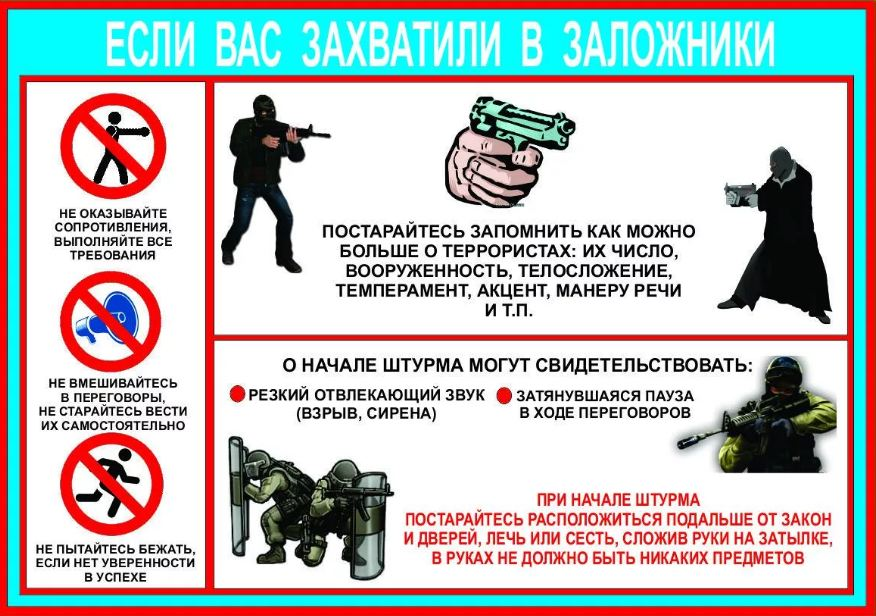 ЕСЛИ ВАС ЗАХВАТИЛИ В ЗАЛОЖНИКИ
НЕ ОКАЗЫВАЙТЕ
СОПРОТИВЛЕНИЯ,
ВЫПОЛНЯЙТЕ ВСЕ
ТРЕБОВАНИЯ
НЕ ВМЕШИВАЙТЕСЬ
В ПЕРЕГОВОРЫ,
НЕ СТАРАЙТЕСЬ ВЕСТИ
ИХ САМОСТОЯТЕЛЬНО
НЕ ПЫТАЙТЕСЬ БЕЖАТЬ,
ЕСЛИ НЕТ УВЕРЕННОСТИ
В УСПЕХЕ
ПОСТАРАЙТЕСЬ ЗАПОМНИТЬ КАК МОЖНО
БОЛЬШЕ О ТЕРРОРИСТАХ: ИХ ЧИСЛО,
ВООРУЖЕННОСТЬ, ТЕЛОСЛОЖЕНИЕ,
ТЕМПЕРАМЕНТ, АКЦЕНТ, МАНЕРУ РЕЧИ
И Т.П.
О НАЧАЛЕ ШТУРМА МОГУТ СВИДЕТЕЛЬСТВОВАТЬ:
РЕЗКИЙ ОТВЛЕКАЮЩИЙ ЗВУК
(ВЗРЫВ, СИРЕНА)
ЗАТЯНУВШАЯСЯ ПАУЗА
В ХОДЕ ПЕРЕГОВОРОВ
ПРИ НАЧАЛЕ ШТУРМА
ПОСТАРАЙТЕСЬ РАСПОЛОЖИТЬСЯ ПОДАЛЬШЕ ОТ ЗАКОН
И ДВЕРЕЙ, ЛЕЧЬ ИЛИ СЕСТЬ, СЛОЖИВ РУКИ НА ЗАТЫЛКЕ,
В РУКАХ НЕ ДОЛЖНО БЫТЬ НИКАКИХ ПРЕДМЕТОВ